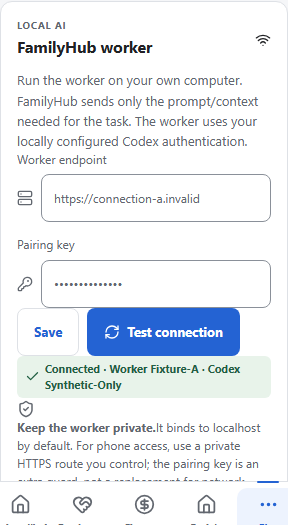 LOCAL AI
FamilyHub worker
Run the worker on your own computer.
FamilyHub sends only the prompt/context
needed for the task. The worker uses your
locally configured Codex authentication.
Worker endpoint
https://connection-a.invalid
Pairing key
••••••••••••••
Save
Test connection
Connected · Worker Fixture-A · Codex
Synthetic-Only
Keep the worker private.It binds to localhost
by default. For phone access, use a private
HTTPS route you control; the pairing key is an